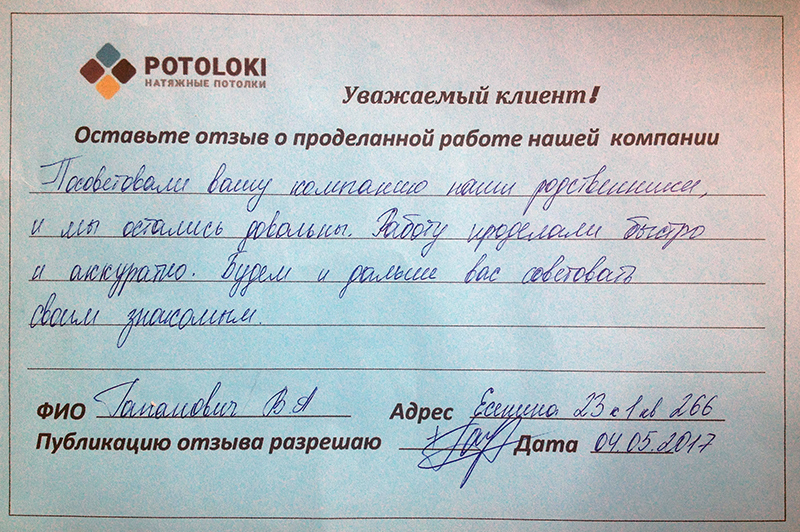 POTOLOKI
НАТЯЖНЫЕ ПОТОЛКИ
Уважаемый клиент!
Оставьте отзыв о проделанной работе нашей компании
Посоветовали вашу компанию наши родственники,
и мы остались довольны. Работу проделали быстро
и аккуратно. Будем и дальше вас советовать
своим знакомым.
ФИО Гапанович В А Адрес Есенина 23 к 1 кв 266
Публикацию отзыва разрешаю Дата 04.05.2017